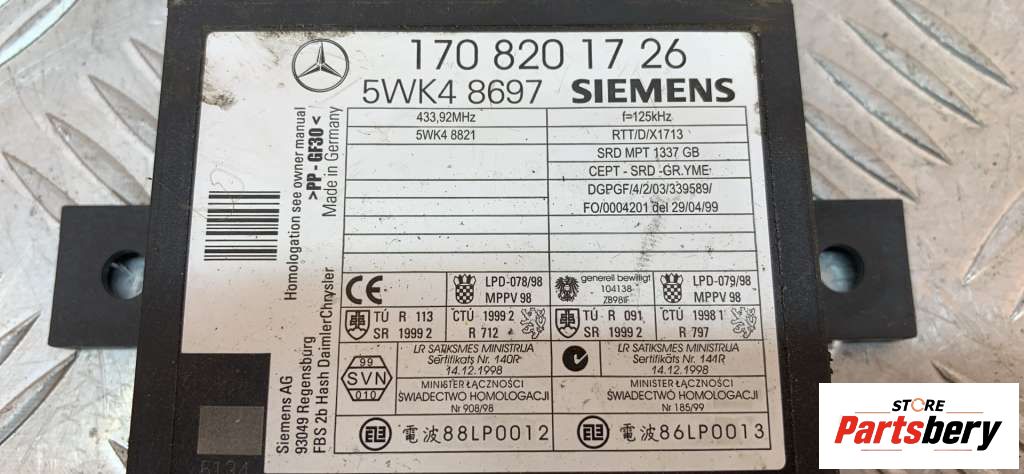 170 820 17 26
5WK4 8697 SIEMENS
433,92MHz
f=125kHz
5WK4 8821
RTT/D/X1713
SRD MPT 1337 GB
CEPT - SRD -GR.YME
DGPGF/4/2/03/339589/
FO/0004201 del 29/04/99
CE
LPD-078/98
MPPV 98
generell bewilligt
104138-
ZB98IF
LPD-079/98
MPPV 98
TÚ R 113
SR 1999 2
CTÚ 1999 2
R 712
TÚ R 091
SR 1999 2
CTÚ 1998 1
R 797
99
SVN
010
LR SATIKSMES MINISTRIJA
Sertifikāts Nr. 140R
14.12.1998
LR SATIKSMES MINISTRIJA
Sertifikāts Nr. 141R
14.12.1998
MINISTER ŁĄCZNOŚCI
ŚWIADECTWO HOMOLOGACJI
Nr 908/98
MINISTER ŁĄCZNOŚCI
ŚWIADECTWO HOMOLOGACJI
Nr 185/99
電波88LP0012
電波86LP0013
Siemens AG
93049 Regensburg
FBS 2b Hash DaimlerChrysler
Homologation see owner manual
>PP - GF30<
Made in Germany
STORE
Partsbery